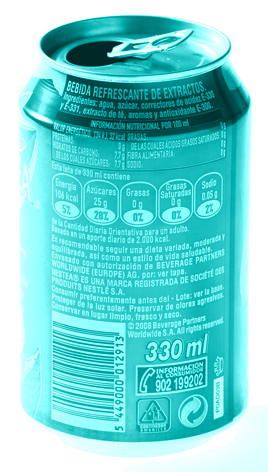 BEBIDA REFRESCANTE DE EXTRACTOS
Ingredientes: agua, azúcar, correctores de acidez E-330
y E-331, extracto de té, aromas y antioxidante E-300.
INFORMACIÓN NUTRICIONAL POR 100 ml
VALOR ENERGÉTICO GRASAS
DE LAS CUALES ÁCIDOS GRASOS SATURADOS
HIDRATOS DE CARBONO 7,7 g FIBRA ALIMENTARIA
DE LOS CUALES AZÚCARES 7,7 g SODIO
Esta lata de 330 ml contiene
Energía Azúcares Grasas Grasas Saturadas Sodio
106 kcal 25 g 0 g 0 g 0,05 g
5% 28% 0% 0% 2%
de la Cantidad Diaria Orientativa para un adulto.
Basado en un aporte diario de 2.000 kcal.
Es recomendable seguir una dieta variada, moderada y
equilibrada, así como un estilo de vida saludable.
Envasado con autorización de BEVERAGE PARTNERS
WORLDWIDE (EUROPE) AG. por: ver tapa.
NESTEA® ES UNA MARCA REGISTRADA DE SOCIÉTÉ DES
PRODUITS NESTLÉ S.A.
Consumir preferentemente antes del - Lote: ver la base.
Proteger de la luz solar. Preservar de olores agresivos.
Conservar en lugar limpio, fresco y seco.
© 2008 Beverage Partners
Worldwide S.A. All rights reserved.
330 ml
INFORMACIÓN
AL CONSUMIDOR
902 199202
5 449000 012913